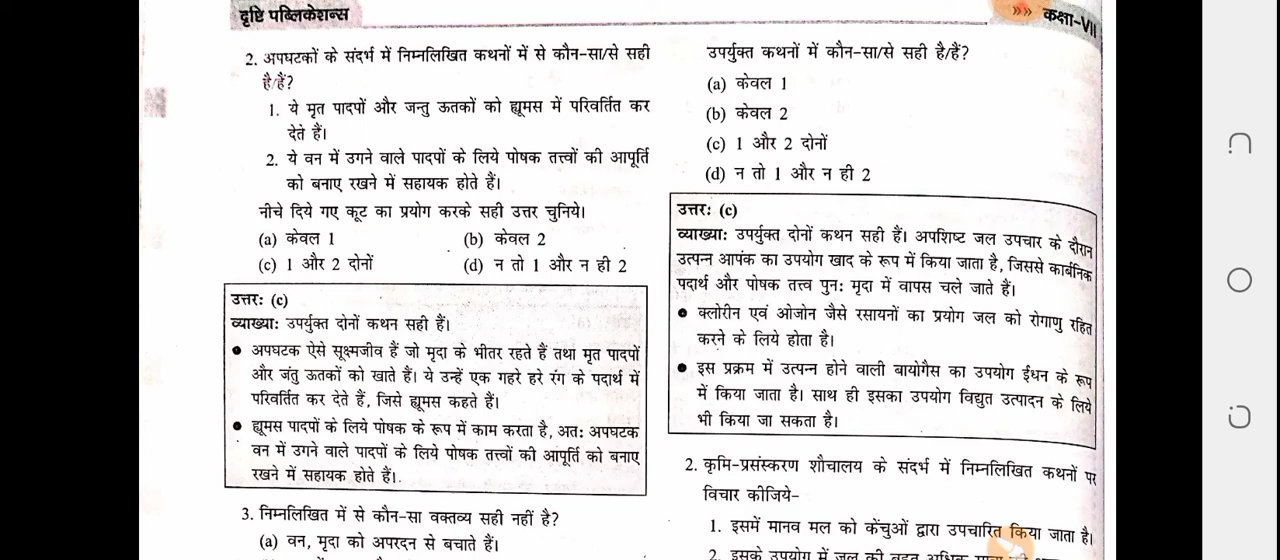 दृष्टि पब्लिकेशन्स
कक्षा-VII
2. अपघटकों के संदर्भ में निम्नलिखित कथनों में से कौन-सा/से सही
है/हैं?
1. ये मृत पादपों और जन्तु ऊतकों को ह्यूमस में परिवर्तित कर
देते हैं।
2. ये वन में उगने वाले पादपों के लिये पोषक तत्त्वों की आपूर्ति
को बनाए रखने में सहायक होते हैं।
नीचे दिये गए कूट का प्रयोग करके सही उत्तर चुनिये।
(a) केवल 1 (b) केवल 2
(c) 1 और 2 दोनों (d) न तो 1 और न ही 2
उत्तरः (c)
व्याख्याः उपर्युक्त दोनों कथन सही हैं।
● अपघटक ऐसे सूक्ष्मजीव हैं जो मृदा के भीतर रहते हैं तथा मृत पादपों
और जंतु ऊतकों को खाते हैं। ये उन्हें एक गहरे हरे रंग के पदार्थ में
परिवर्तित कर देते हैं, जिसे ह्यूमस कहते हैं।
● ह्यूमस पादपों के लिये पोषक के रूप में काम करता है, अतः अपघटक
वन में उगने वाले पादपों के लिये पोषक तत्त्वों की आपूर्ति को बनाए
रखने में सहायक होते हैं।
3. निम्नलिखित में से कौन-सा वक्तव्य सही नहीं है?
(a) वन, मृदा को अपरदन से बचाते हैं।
उपर्युक्त कथनों में कौन-सा/से सही है/हैं?
(a) केवल 1
(b) केवल 2
(c) 1 और 2 दोनों
(d) न तो 1 और न ही 2
उत्तरः (c)
व्याख्याः उपर्युक्त दोनों कथन सही हैं। अपशिष्ट जल उपचार के दौरान
उत्पन्न आपंक का उपयोग खाद के रूप में किया जाता है, जिससे कार्बनिक
पदार्थ और पोषक तत्त्व पुनः मृदा में वापस चले जाते हैं।
● क्लोरीन एवं ओजोन जैसे रसायनों का प्रयोग जल को रोगाणु रहित
करने के लिये होता है।
● इस प्रक्रम में उत्पन्न होने वाली बायोगैस का उपयोग ईंधन के रूप
में किया जाता है। साथ ही इसका उपयोग विद्युत उत्पादन के लिये
भी किया जा सकता है।
2. कृमि-प्रसंस्करण शौचालय के संदर्भ में निम्नलिखित कथनों पर
विचार कीजिये-
1. इसमें मानव मल को केंचुओं द्वारा उपचारित किया जाता है।
2. इसके उपयोग में जल की बहुत अधिक